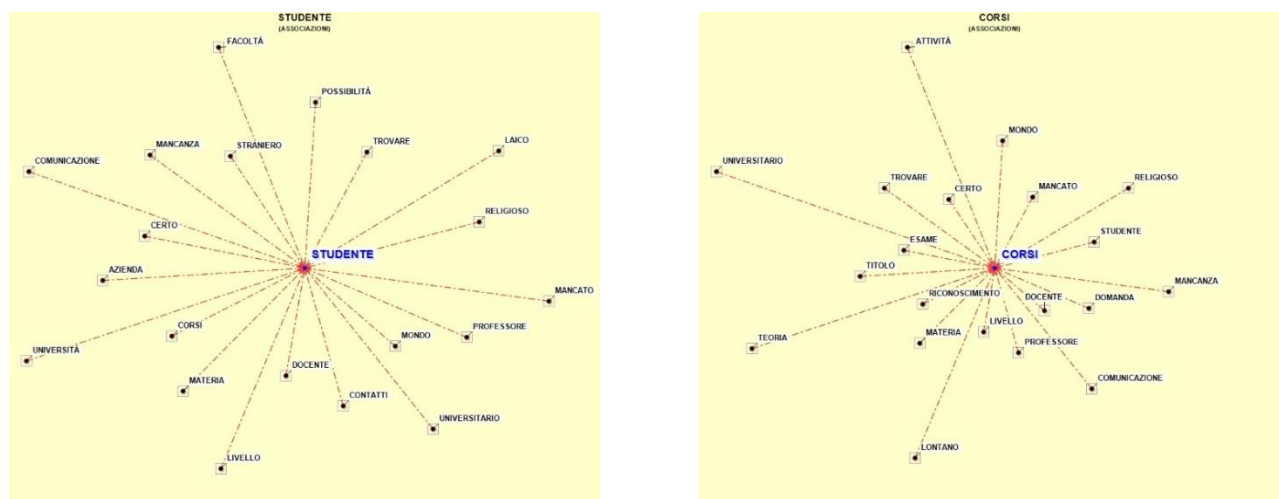 STUDENTE
(ASSOCIAZIONI)
FACOLTÀ
POSSIBILITÀ
MANCANZA
STRANIERO
TROVARE
LAICO
COMUNICAZIONE
RELIGIOSO
CERTO
STUDENTE
AZIENDA
MANCATO
CORSI
MONDO
PROFESSORE
UNIVERSITÀ
DOCENTE
MATERIA
CONTATTI
UNIVERSITARIO
LIVELLO
CORSI
(ASSOCIAZIONI)
ATTIVITÀ
MONDO
UNIVERSITARIO
TROVARE
CERTO
MANCATO
RELIGIOSO
STUDENTE
ESAME
CORSI
TITOLO
MANCANZA
RICONOSCIMENTO
DOCENTE
DOMANDA
LIVELLO
MATERIA
PROFESSORE
TEORIA
COMUNICAZIONE
LONTANO